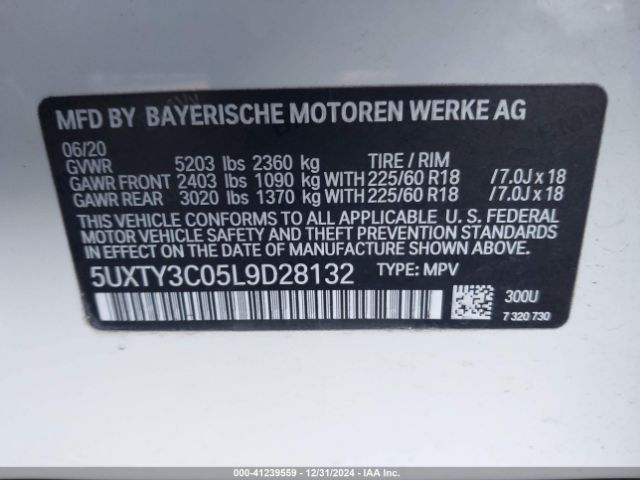 MFD BY BAYERISCHE MOTOREN WERKE AG
06/20
GVWR 5203 lbs 2360 kg TIRE / RIM
GAWR FRONT 2403 lbs 1090 kg WITH 225/60 R18 /7.0J x 18
GAWR REAR 3020 lbs 1370 kg WITH 225/60 R18 /7.0J x 18
THIS VEHICLE CONFORMS TO ALL APPLICABLE U. S. FEDERAL
MOTOR VEHICLE SAFETY AND THEFT PREVENTION STANDARDS
IN EFFECT ON THE DATE OF MANUFACTURE SHOWN ABOVE.
5UXTY3C05L9D28132 TYPE: MPV
300U
7 320 730
000-41239559 • 12/31/2024 • IAAI.COM